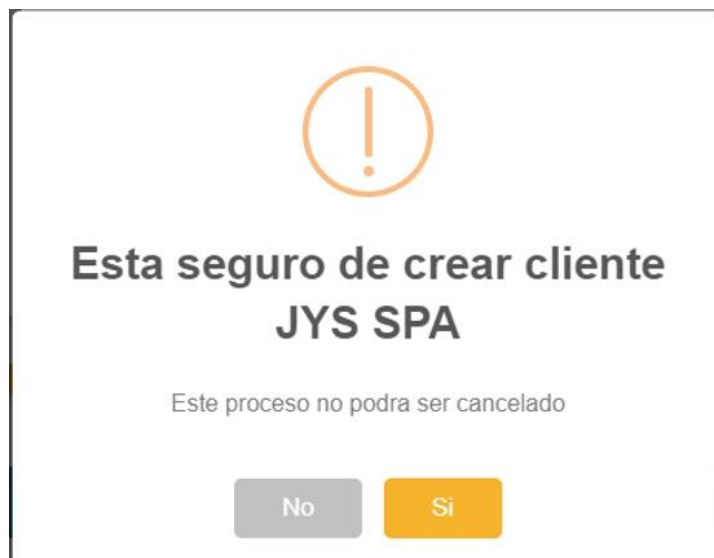 Esta seguro de crear cliente
JYS SPA
Este proceso no podra ser cancelado
No
Si